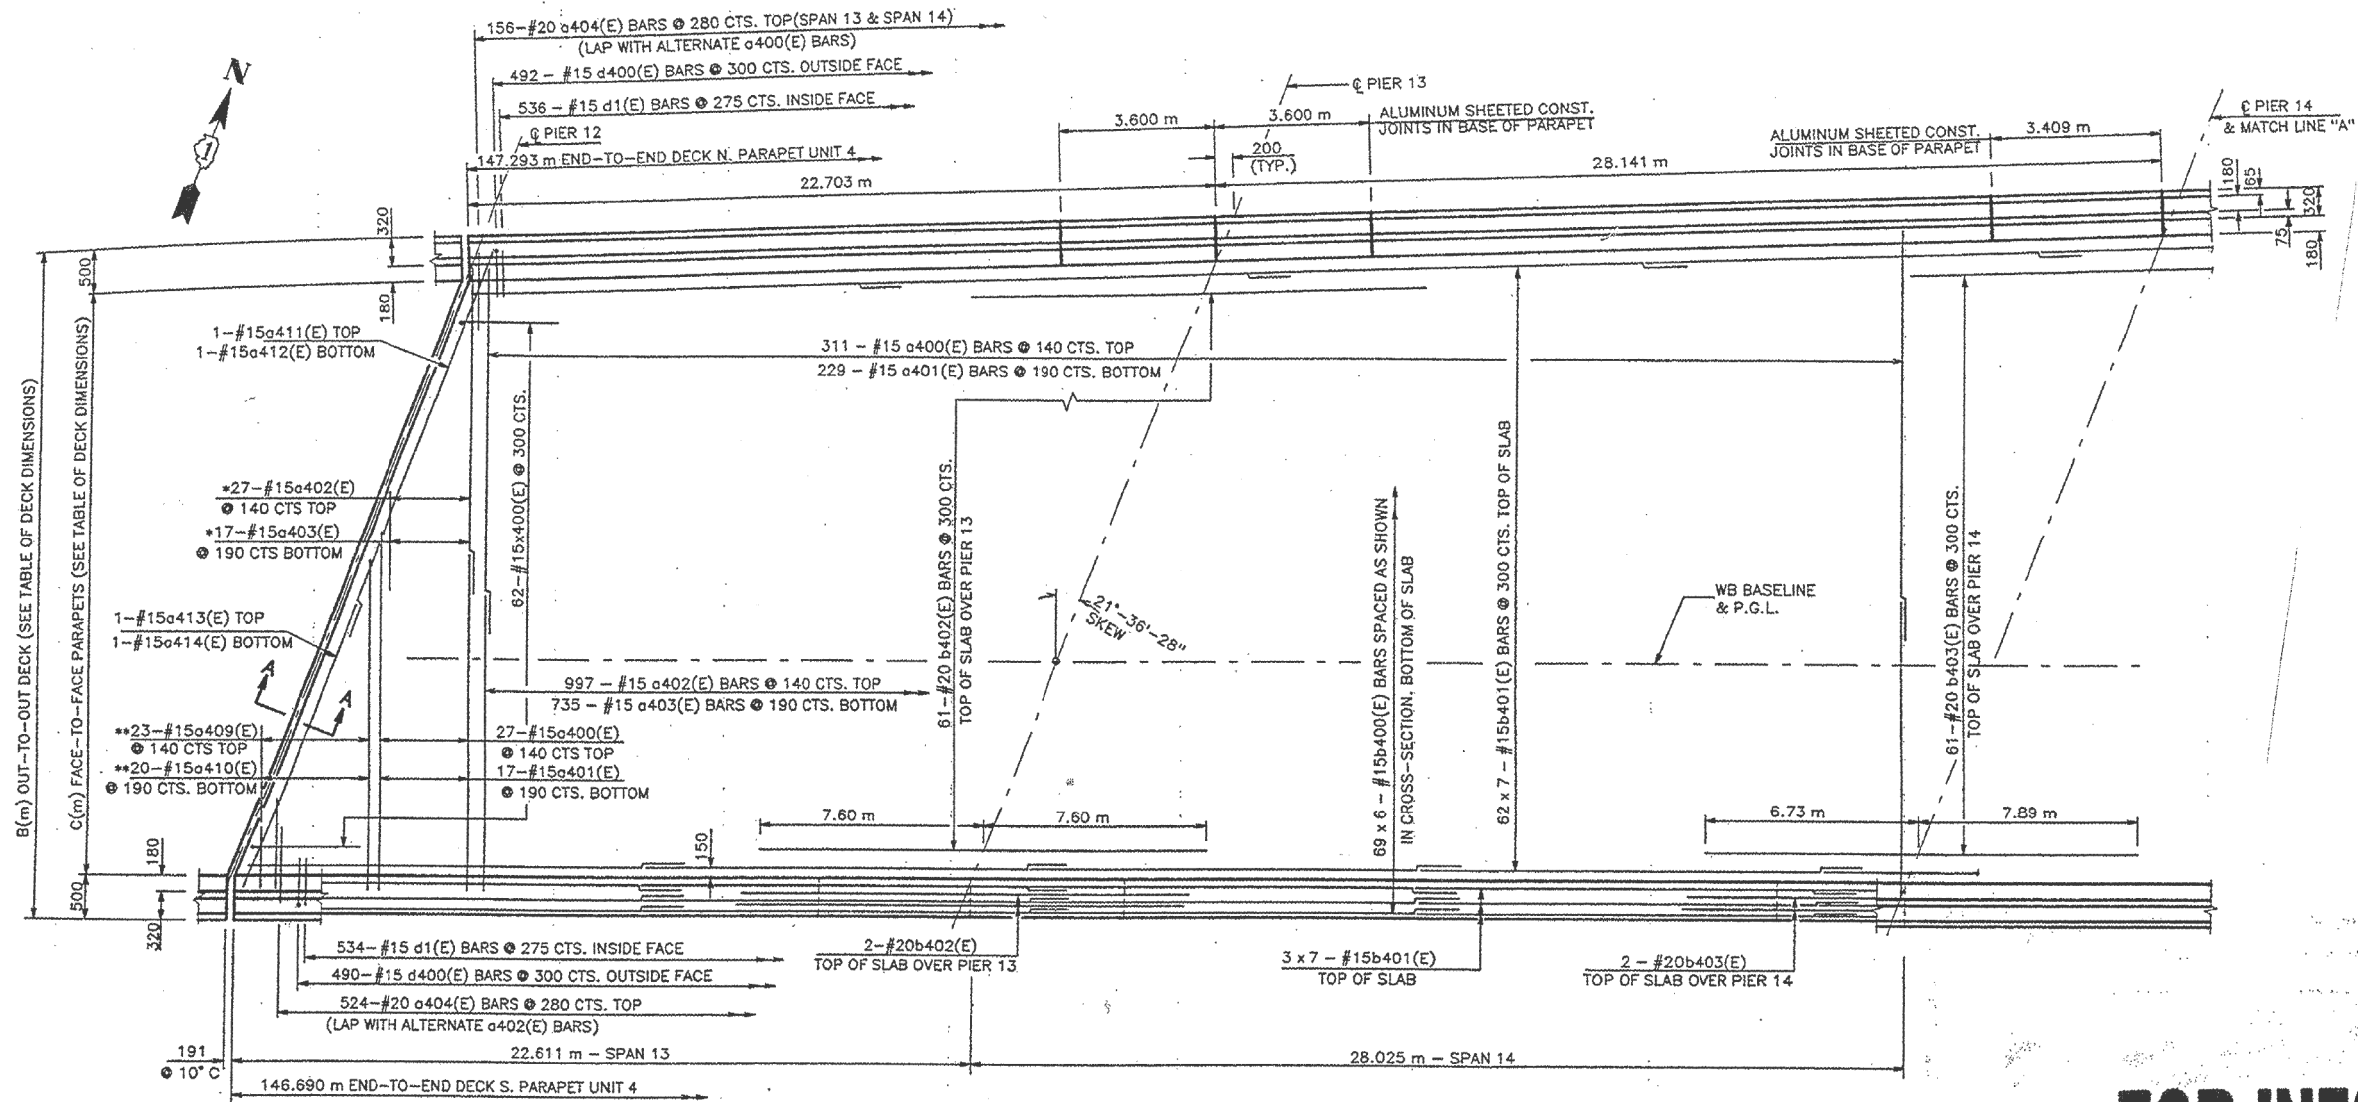 156-#20 a404(E) BARS @ 280 CTS. TOP(SPAN 13 & SPAN 14)
(LAP WITH ALTERNATE a400(E) BARS)
492 - #15 d400(E) BARS @ 300 CTS. OUTSIDE FACE
536 - #15 d1(E) BARS @ 275 CTS. INSIDE FACE
℄ PIER 12
147.293 m END-TO-END DECK N. PARAPET UNIT 4
22.703 m
N
1
3.600 m
3.600 m
℄ PIER 13
ALUMINUM SHEETED CONST.
JOINTS IN BASE OF PARAPET
200
(TYP.)
28.141 m
ALUMINUM SHEETED CONST.
JOINTS IN BASE OF PARAPET
3.409 m
℄ PIER 14
& MATCH LINE "A"
180
65
320
75
180
320
500
180
B(m) OUT-TO-OUT DECK (SEE TABLE OF DECK DIMENSIONS)
C(m) FACE-TO-FACE PARAPETS (SEE TABLE OF DECK DIMENSIONS)
1-#15a411(E) TOP
1-#15a412(E) BOTTOM
311 - #15 a400(E) BARS @ 140 CTS. TOP
229 - #15 a401(E) BARS @ 190 CTS. BOTTOM
62-#15x400(E) @ 300 CTS.
*27-#15a402(E)
@ 140 CTS TOP
*17-#15a403(E)
@ 190 CTS BOTTOM
61-#20 b402(E) BARS @ 300 CTS.
TOP OF SLAB OVER PIER 13
69 x 6 - #15b400(E) BARS SPACED AS SHOWN
IN CROSS-SECTION, BOTTOM OF SLAB
62 x 7 - #15b401(E) BARS @ 300 CTS. TOP OF SLAB
61-#20 b403(E) BARS @ 300 CTS.
TOP OF SLAB OVER PIER 14
21°-36'-28"
SKEW
WB BASELINE
& P.G.L.
1-#15a413(E) TOP
1-#15a414(E) BOTTOM
A
A
997 - #15 a402(E) BARS @ 140 CTS. TOP
735 - #15 a403(E) BARS @ 190 CTS. BOTTOM
**23-#15a409(E)
@ 140 CTS TOP
**20-#15a410(E)
@ 190 CTS. BOTTOM
27-#15a400(E)
@ 140 CTS TOP
17-#15a401(E)
@ 190 CTS. BOTTOM
7.60 m
7.60 m
6.73 m
7.89 m
150
180
500
320
534-#15 d1(E) BARS @ 275 CTS. INSIDE FACE
490-#15 d400(E) BARS @ 300 CTS. OUTSIDE FACE
524-#20 a404(E) BARS @ 280 CTS. TOP
(LAP WITH ALTERNATE a402(E) BARS)
2-#20b402(E)
TOP OF SLAB OVER PIER 13
3 x 7 - #15b401(E)
TOP OF SLAB
2 - #20b403(E)
TOP OF SLAB OVER PIER 14
191
@ 10° C
22.611 m - SPAN 13
28.025 m - SPAN 14
146.690 m END-TO-END DECK S. PARAPET UNIT 4